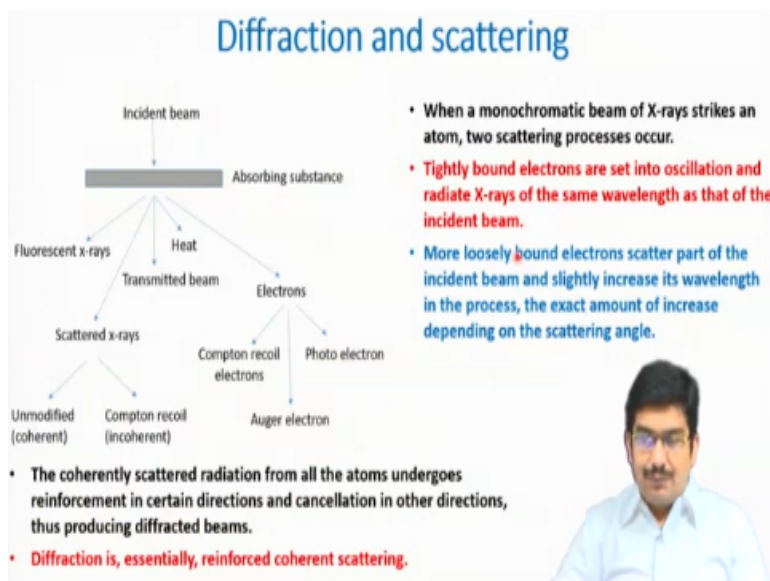 Diffraction and scattering
Incident beam
Absorbing substance
Fluorescent x-rays
Heat
Transmitted beam
Electrons
Scattered x-rays
Compton recoil
electrons
Photo electron
Unmodified
(coherent)
Compton recoil
(incoherent)
Auger electron
• When a monochromatic beam of X-rays strikes an
atom, two scattering processes occur.
• Tightly bound electrons are set into oscillation and
radiate X-rays of the same wavelength as that of the
incident beam.
• More loosely bound electrons scatter part of the
incident beam and slightly increase its wavelength
in the process, the exact amount of increase
depending on the scattering angle.
• The coherently scattered radiation from all the atoms undergoes
reinforcement in certain directions and cancellation in other directions,
thus producing diffracted beams.
• Diffraction is, essentially, reinforced coherent scattering.